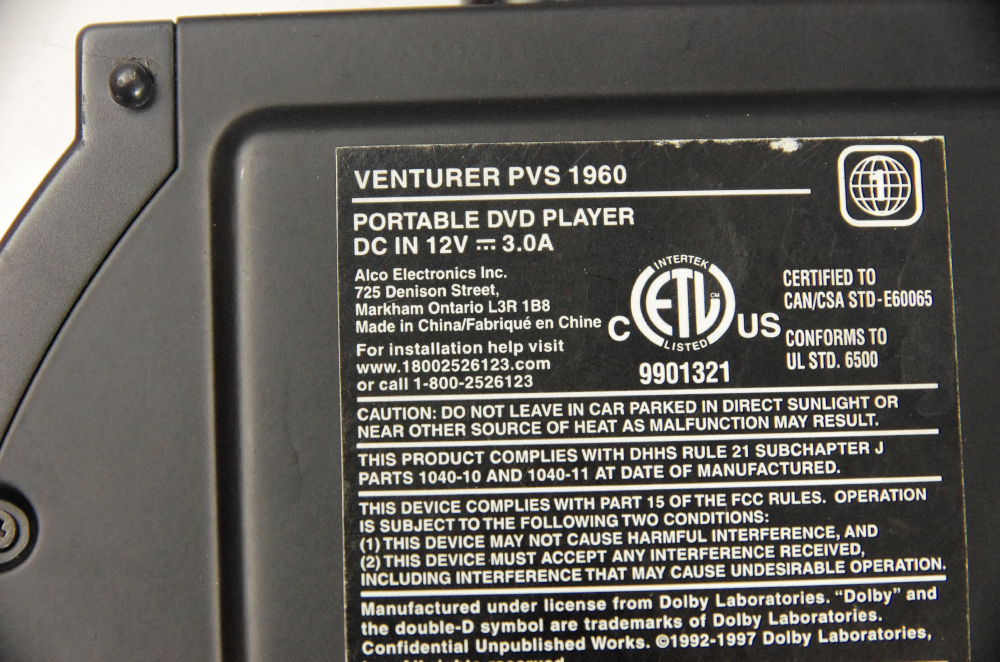 VENTURER PVS 1960
1
PORTABLE DVD PLAYER
DC IN 12V ⎓ 3.0A
Alco Electronics Inc.
725 Denison Street,
Markham Ontario L3R 1B8
Made in China/Fabriqué en Chine
For installation help visit
www.18002526123.com
or call 1-800-2526123
INTERTEK
C ETL CM US
LISTED
9901321
CERTIFIED TO
CAN/CSA STD-E60065
CONFORMS TO
UL STD. 6500
CAUTION: DO NOT LEAVE IN CAR PARKED IN DIRECT SUNLIGHT OR
NEAR OTHER SOURCE OF HEAT AS MALFUNCTION MAY RESULT.
THIS PRODUCT COMPLIES WITH DHHS RULE 21 SUBCHAPTER J
PARTS 1040-10 AND 1040-11 AT DATE OF MANUFACTURED.
THIS DEVICE COMPLIES WITH PART 15 OF THE FCC RULES. OPERATION
IS SUBJECT TO THE FOLLOWING TWO CONDITIONS:
(1) THIS DEVICE MAY NOT CAUSE HARMFUL INTERFERENCE, AND
(2) THIS DEVICE MUST ACCEPT ANY INTERFERENCE RECEIVED,
INCLUDING INTERFERENCE THAT MAY CAUSE UNDESIRABLE OPERATION.
Manufactured under license from Dolby Laboratories. “Dolby” and
the double-D symbol are trademarks of Dolby Laboratories.
Confidential Unpublished Works. ©1992-1997 Dolby Laboratories,
All rights reserved